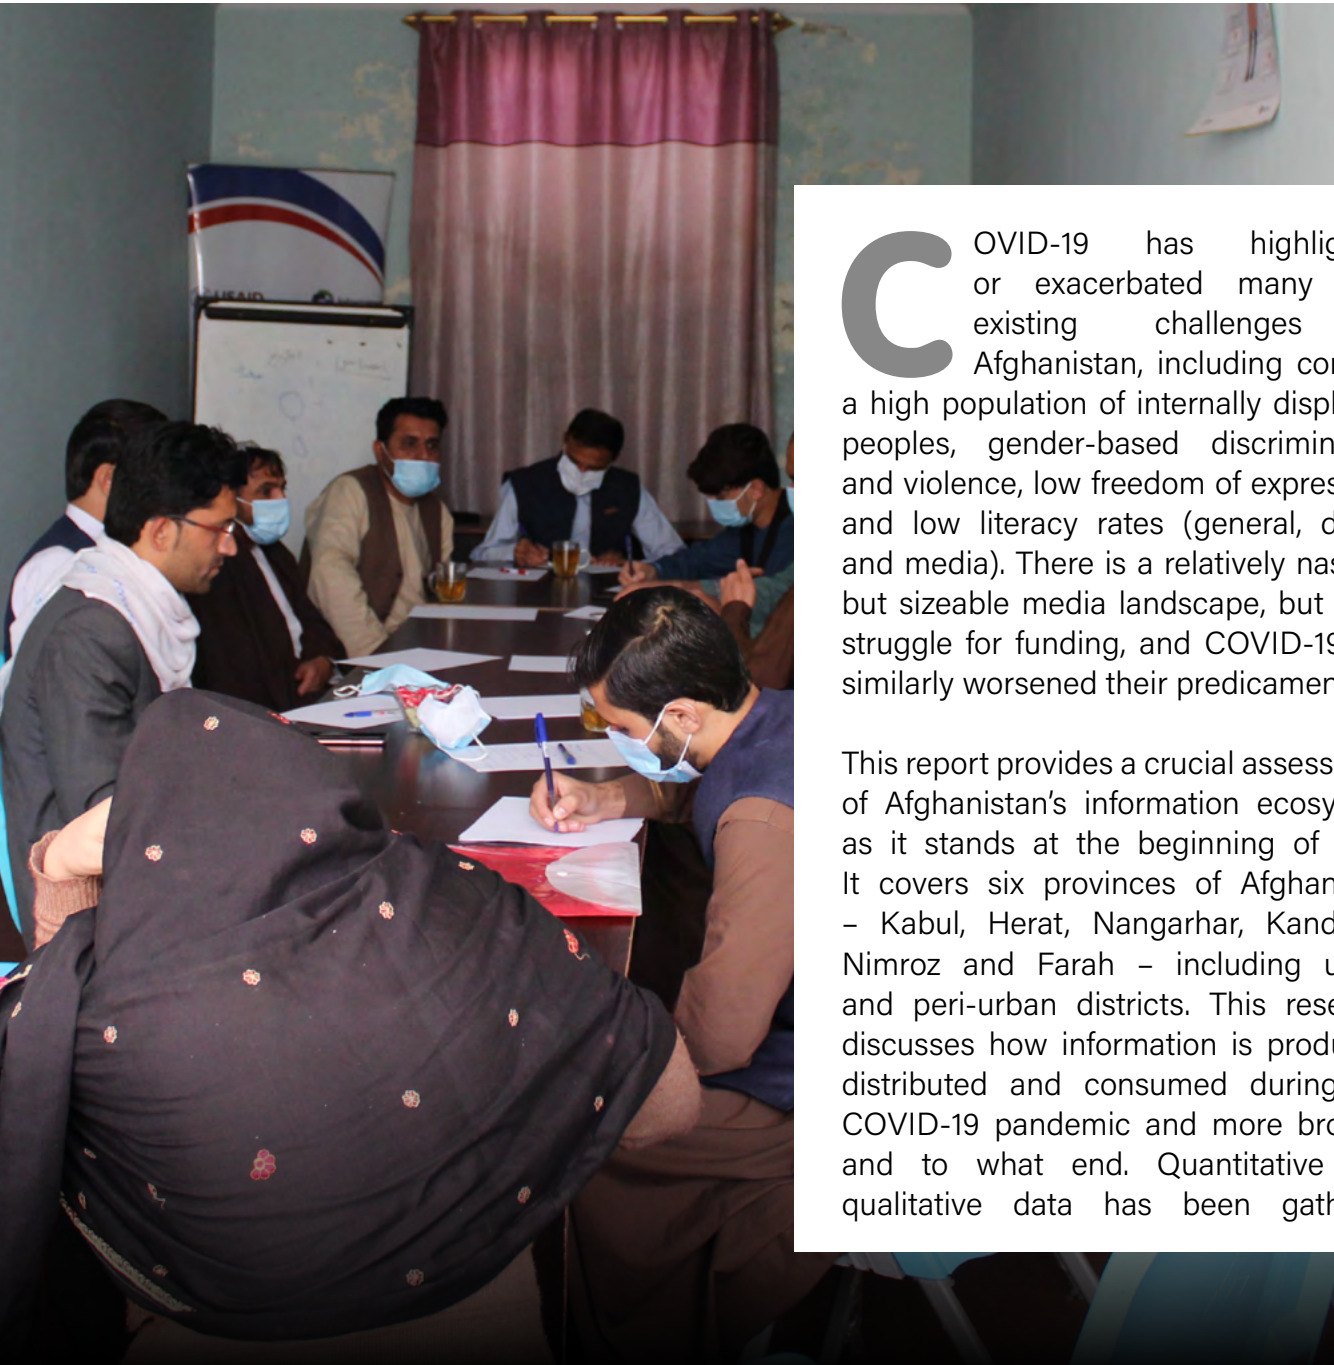 USAID
COVID-19 has highlig
or exacerbated many
existing challenges
Afghanistan, including con
a high population of internally displ
peoples, gender-based discrimin
and violence, low freedom of expres
and low literacy rates (general, d
and media). There is a relatively nas
but sizeable media landscape, but
struggle for funding, and COVID-19
similarly worsened their predicamen
This report provides a crucial assess
of Afghanistan's information ecosy
as it stands at the beginning of
It covers six provinces of Afghan
– Kabul, Herat, Nangarhar, Kand
Nimroz and Farah – including u
and peri-urban districts. This rese
discusses how information is produ
distributed and consumed during
COVID-19 pandemic and more bro
and to what end. Quantitative
qualitative data has been gath